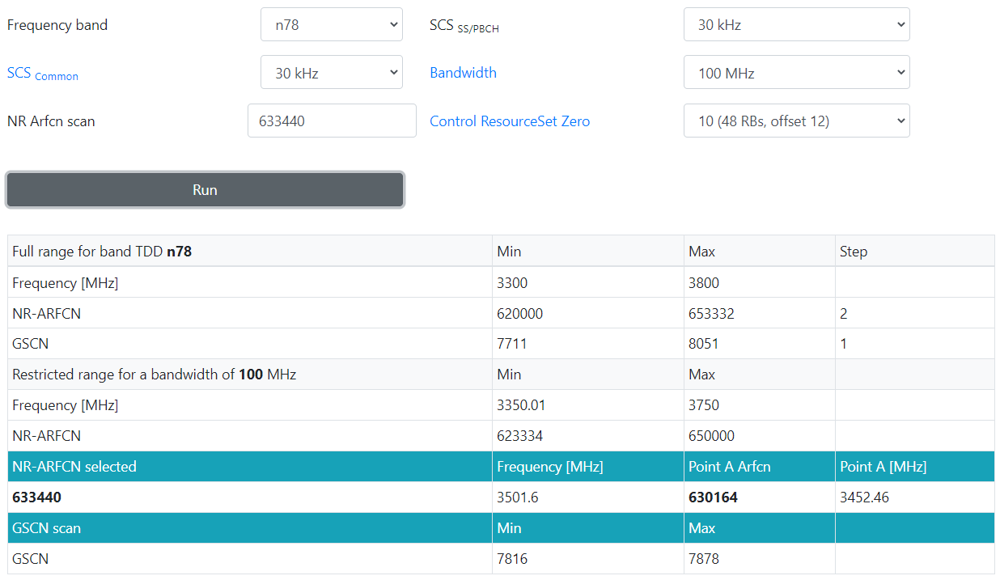 Frequency band n78 SCS SS/PBCH 30 kHz
SCS Common 30 kHz Bandwidth 100 MHz
NR Arfcn scan 633440 Control ResourceSet Zero 10 (48 RBs, offset 12)
Run
Full range for band TDD n78 Min Max Step
Frequency [MHz] 3300 3800
NR-ARFCN 620000 653332 2
GSCN 7711 8051 1
Restricted range for a bandwidth of 100 MHz Min Max
Frequency [MHz] 3350.01 3750
NR-ARFCN 623334 650000
NR-ARFCN selected Frequency [MHz] Point A Arfcn Point A [MHz]
633440 3501.6 630164 3452.46
GSCN scan Min Max
GSCN 7816 7878